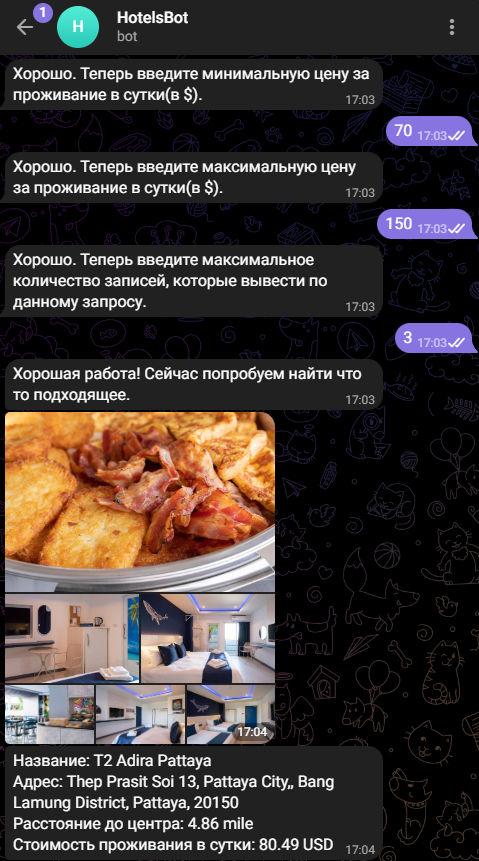 1
H
HotelsBot
bot
Хорошо. Теперь введите минимальную цену за
проживание в сутки(в $).
17:03
70 17:03
Хорошо. Теперь введите максимальную цену
за проживание в сутки(в $).
17:03
150 17:03
Хорошо. Теперь введите максимальное
количество записей, которые вывести по
данному запросу.
17:03
3 17:03
Хорошая работа! Сейчас попробуем найти что
то подходящее.
17:03
17:04
Название: T2 Adira Pattaya
Адрес: Thep Prasit Soi 13, Pattaya City,, Bang
Lamung District, Pattaya, 20150
Расстояние до центра: 4.86 mile
Стоимость проживания в сутки: 80.49 USD
17:04